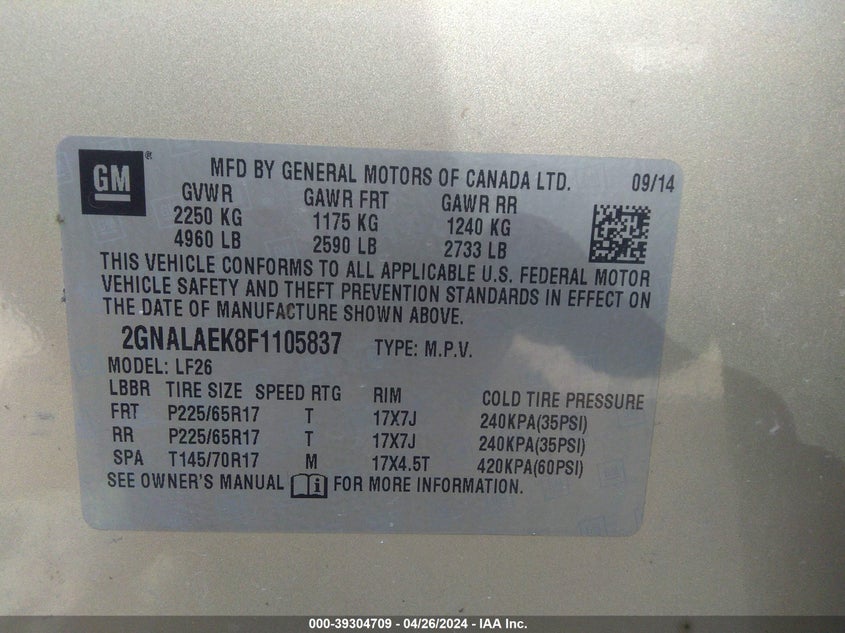 GM ®
MFD BY GENERAL MOTORS OF CANADA LTD. 09/14
GVWR GAWR FRT GAWR RR
2250 KG 1175 KG 1240 KG
4960 LB 2590 LB 2733 LB
THIS VEHICLE CONFORMS TO ALL APPLICABLE U.S. FEDERAL MOTOR
VEHICLE SAFETY AND THEFT PREVENTION STANDARDS IN EFFECT ON
THE DATE OF MANUFACTURE SHOWN ABOVE.
2GNALAEK8F1105837 TYPE: M.P.V.
MODEL: LF26
LBBR TIRE SIZE SPEED RTG RIM COLD TIRE PRESSURE
FRT P225/65R17 T 17X7J 240KPA(35PSI)
RR P225/65R17 T 17X7J 240KPA(35PSI)
SPA T145/70R17 M 17X4.5T 420KPA(60PSI)
SEE OWNER'S MANUAL FOR MORE INFORMATION.
000-39304709 - 04/26/2024 - IAA Inc.